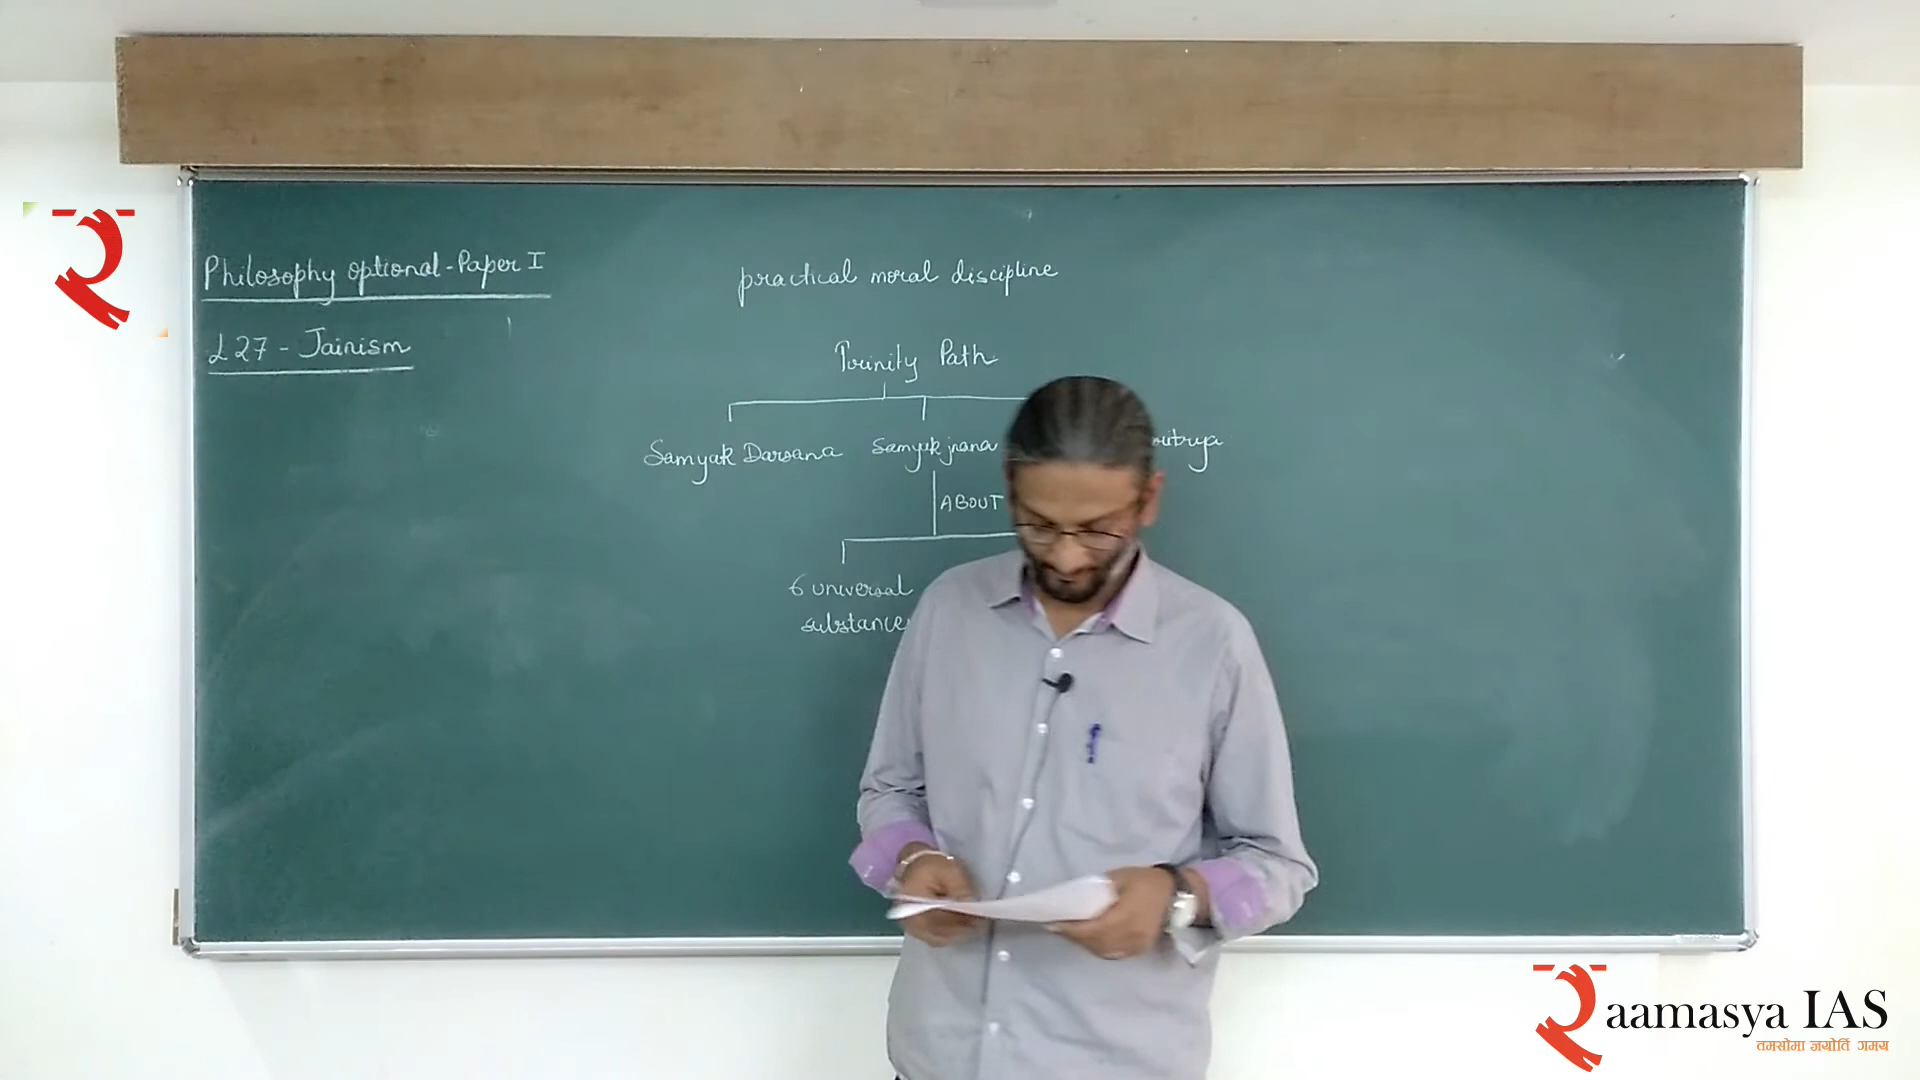 Philosophy optional - Paper I
L27 - Jainism
practical moral discipline
Trinity Path
Samyak Darsana Samyak jnana
ABOUT
6 universal
substance
aamasya IAS
तमसोमा ज्योर्ति गमय